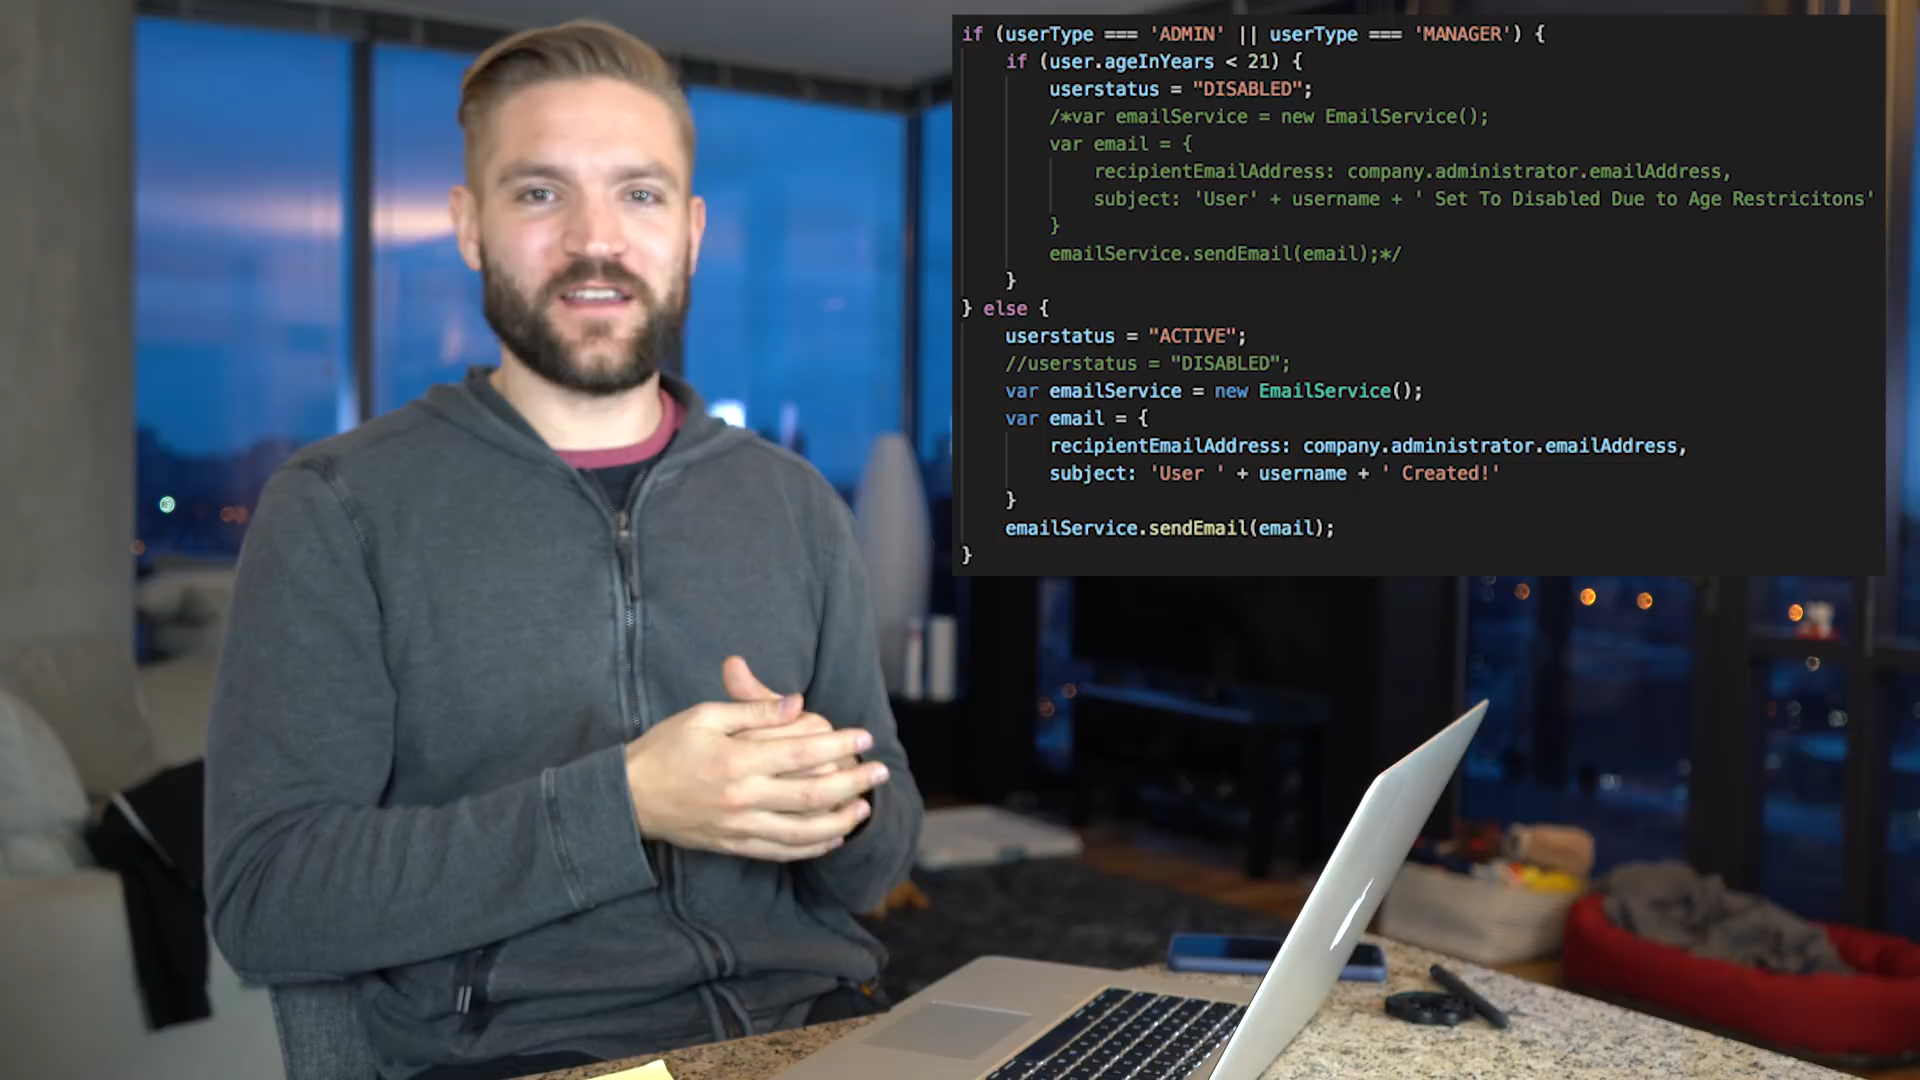 if (userType === 'ADMIN' || userType === 'MANAGER') {
if (user.ageInYears < 21) {
userstatus = "DISABLED";
/*var emailService = new EmailService();
var email = {
recipientEmailAddress: company.administrator.emailAddress,
subject: 'User' + username + ' Set To Disabled Due to Age Restricitons'
}
emailService.sendEmail(email);*/
}
} else {
userstatus = "ACTIVE";
//userstatus = "DISABLED";
var emailService = new EmailService();
var email = {
recipientEmailAddress: company.administrator.emailAddress,
subject: 'User ' + username + ' Created!'
}
emailService.sendEmail(email);
}